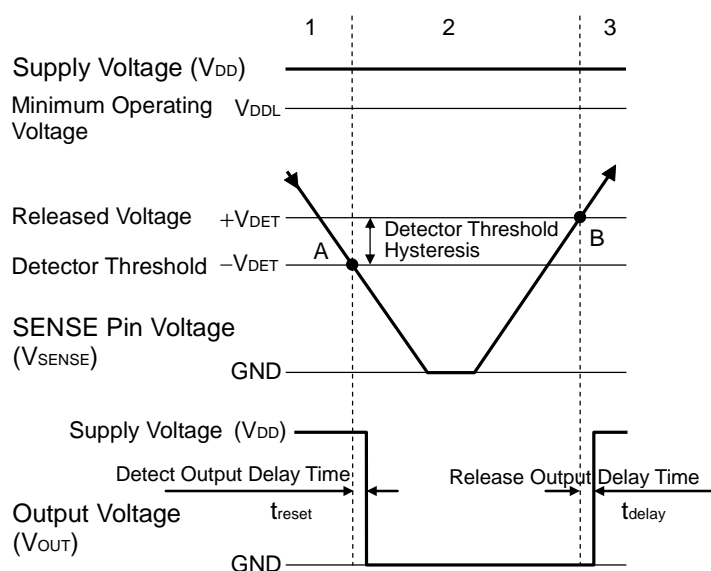 1 2 3
Supply Voltage (VDD)
Minimum Operating
Voltage
VDDL
Released Voltage +VDET
Detector Threshold
Hysteresis
A
B
Detector Threshold −VDET
SENSE Pin Voltage
(VSENSE)
GND
Supply Voltage (VDD)
Detect Output Delay Time
treset
Release Output Delay Time
tdelay
Output Voltage
(VOUT)
GND